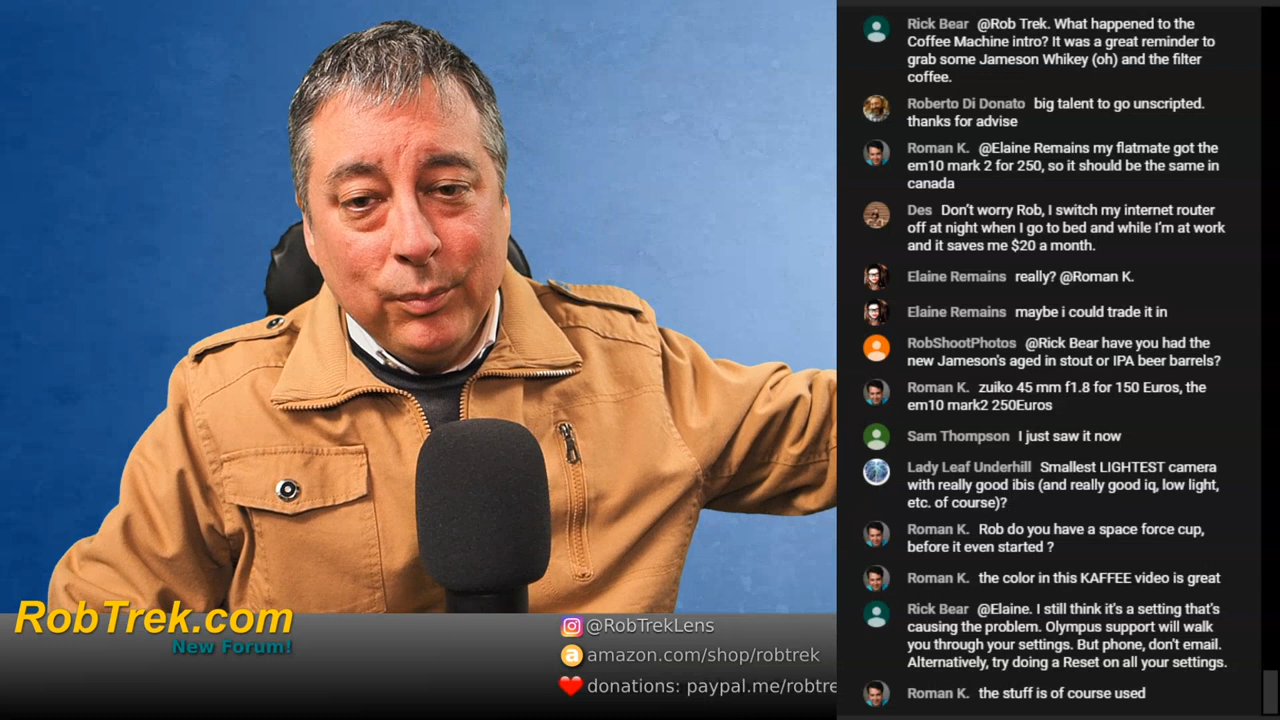 Rick Bear @Rob Trek. What happened to the
Coffee Machine intro? It was a great reminder to
grab some Jameson Whikey (oh) and the filter
coffee.
Roberto Di Donato big talent to go unscripted.
thanks for advise
Roman K. @Elaine Remains my flatmate got the
em10 mark 2 for 250, so it should be the same in
canada
Des Don't worry Rob, I switch my internet router
off at night when I go to bed and while I'm at work
and it saves me $20 a month.
Elaine Remains really? @Roman K.
Elaine Remains maybe i could trade it in
RobShootPhotos @Rick Bear have you had the
new Jameson's aged in stout or IPA beer barrels?
Roman K. zuiko 45 mm f1.8 for 150 Euros, the
em10 mark2 250Euros
Sam Thompson I just saw it now
Lady Leaf Underhill Smallest LIGHTEST camera
with really good ibis (and really good iq, low light,
etc. of course)?
Roman K. Rob do you have a space force cup,
before it even started ?
Roman K. the color in this KAFFEE video is great
Rick Bear @Elaine. I still think it's a setting that's
causing the problem. Olympus support will walk
you through your settings. But phone, don't email.
Alternatively, try doing a Reset on all your settings.
Roman K. the stuff is of course used
RobTrek.com
New Forum!
@RobTrekLens
a amazon.com/shop/robtrek
donations: paypal.me/robtre